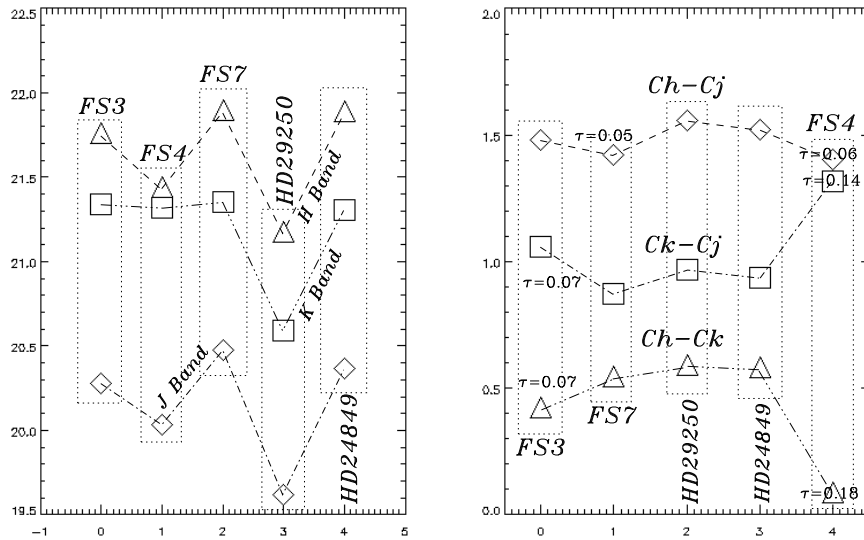 22.5
22.0
21.5
21.0
20.5
20.0
19.5
-1
0
1
2
3
4
5
FS3
FS4
FS7
HD29250
HD24849
H Band
K Band
J Band
2.0
1.5
1.0
0.5
0.0
0
1
2
3
4
Ch-Cj
FS4
τ=0.05
τ=0.06
τ=0.14
Ck-Cj
τ=0.07
Ch-Ck
τ=0.07
FS3
FS7
HD29250
HD24849
τ=0.18